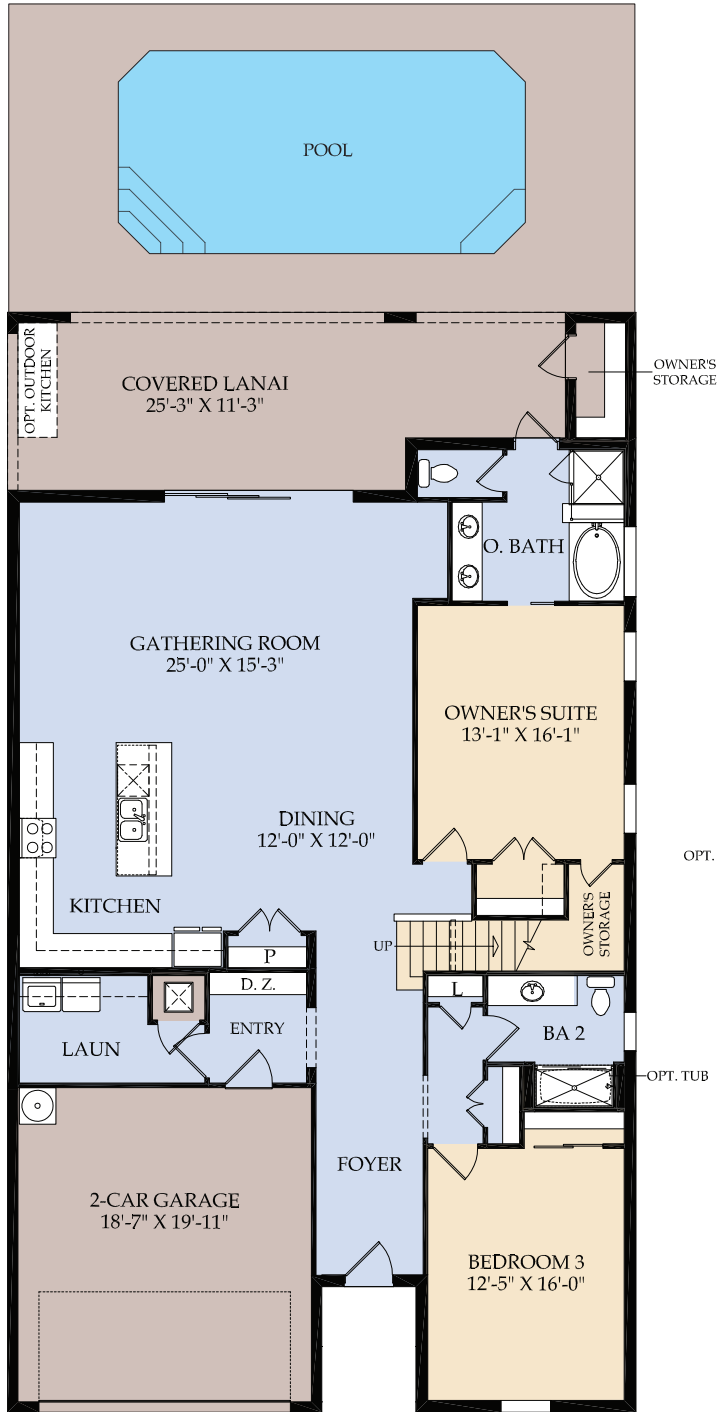 POOL
OPT. OUTDOOR
KITCHEN
COVERED LANAI
25'-3" X 11'-3"
OWNER'S
STORAGE
O. BATH
GATHERING ROOM
25'-0" X 15'-3"
OWNER'S SUITE
13'-1" X 16'-1"
DINING
12'-0" X 12'-0"
OPT.
KITCHEN
OWNER'S
STORAGE
UP
P
D. Z.
L
ENTRY
LAUN
BA 2
OPT. TUB
FOYER
2-CAR GARAGE
18'-7" X 19'-11"
BEDROOM 3
12'-5" X 16'-0"